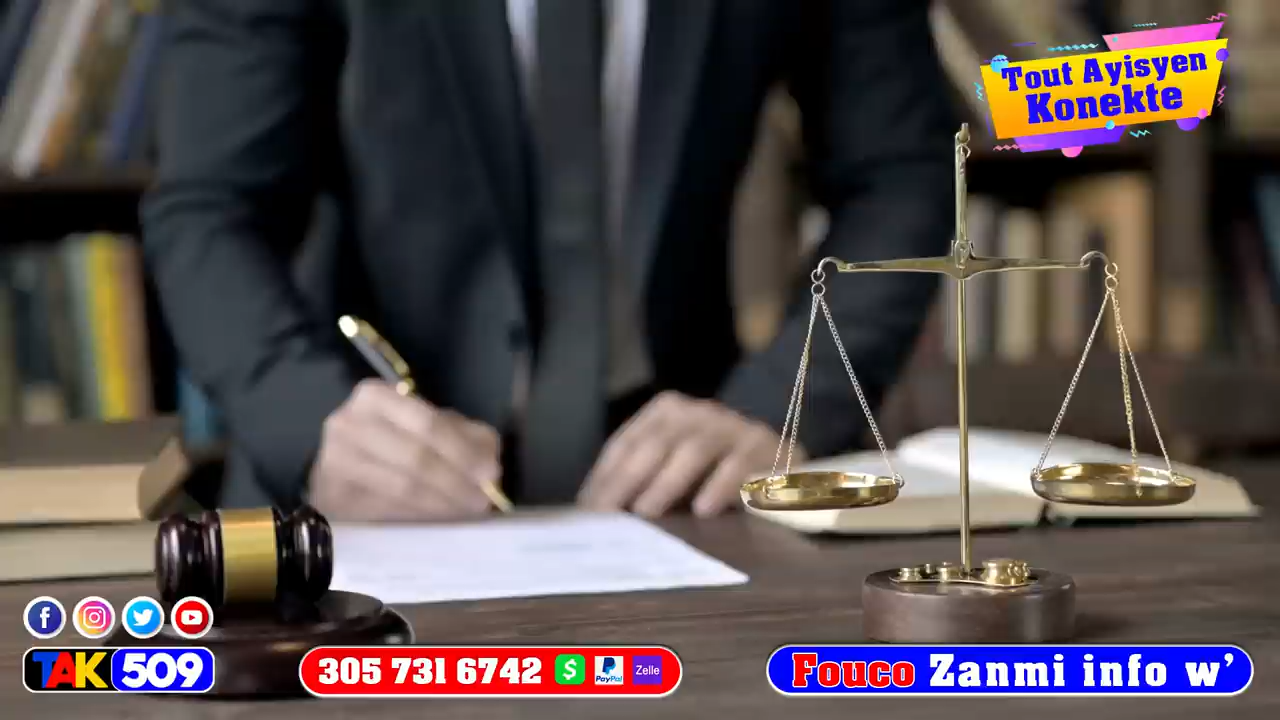 Tout Ayisyen
Konekte
TAK 509
305 731 6742
$
PayPal
Zelle
Fouco Zanmi info w’